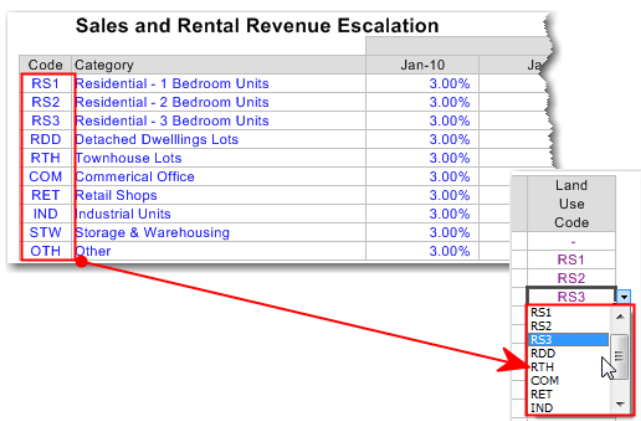 Sales and Rental Revenue Escalation
Code Category Jan-10 Ja
RS1 Residential - 1 Bedroom Units 3.00%
RS2 Residential - 2 Bedroom Units 3.00%
RS3 Residential - 3 Bedroom Units 3.00%
RDD Detached Dwelllings Lots 3.00%
RTH Townhouse Lots 3.00%
COM Commerical Office 3.00%
RET Retail Shops 3.00%
IND Industrial Units 3.00%
STW Storage & Warehousing 3.00%
OTH Other 3.00%
Land
Use
Code
-
RS1
RS2
RS3
RS1
RS2
RS3
RDD
RTH
COM
RET
IND